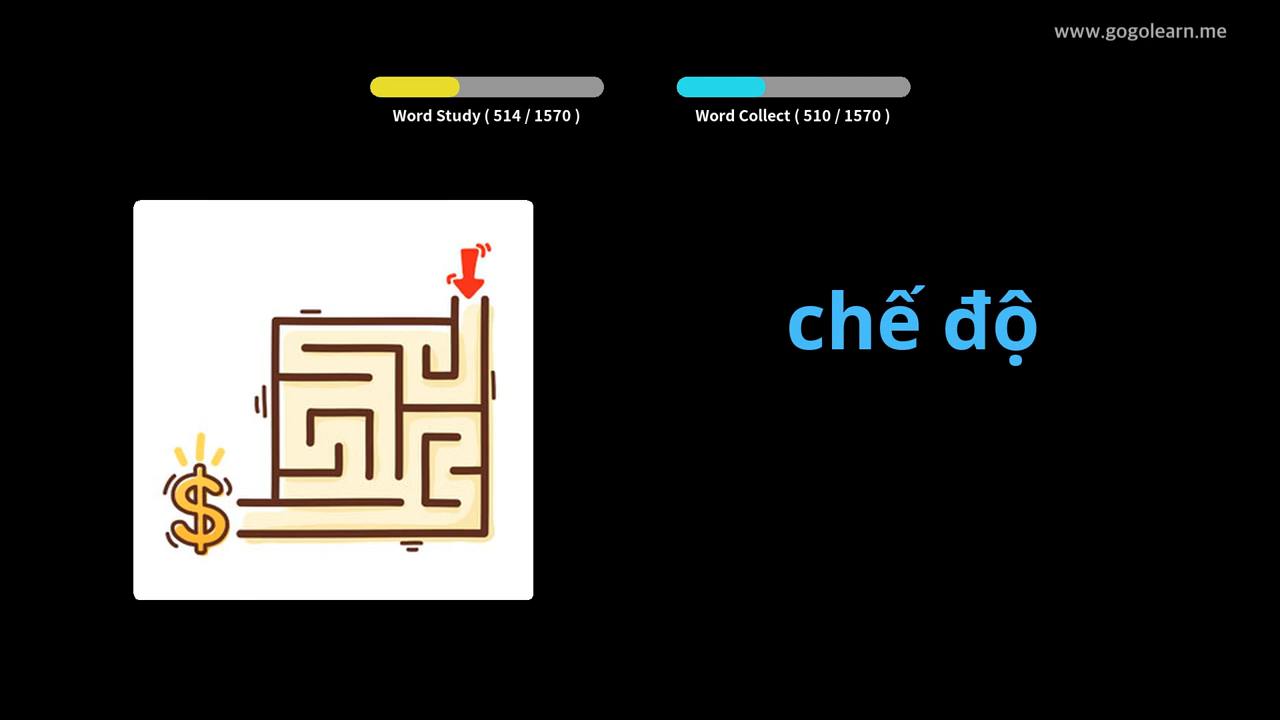 www.gogolearn.me
Word Study ( 514 / 1570 )
Word Collect ( 510 / 1570 )
chế độ
$